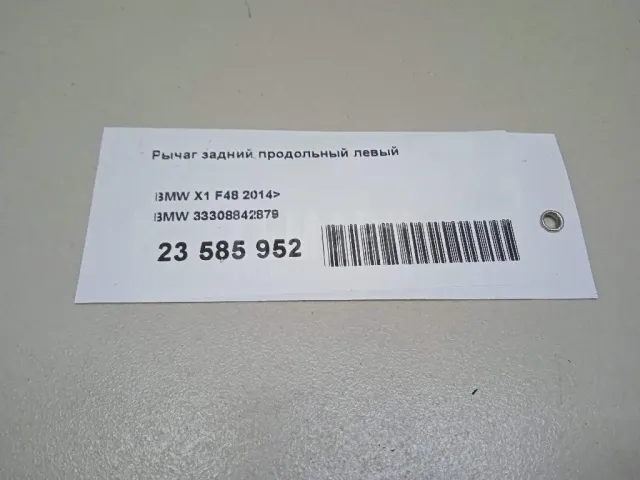 Рычаг задний продольный левый
BMW X1 F48 2014>
BMW 33308842879
23 585 952